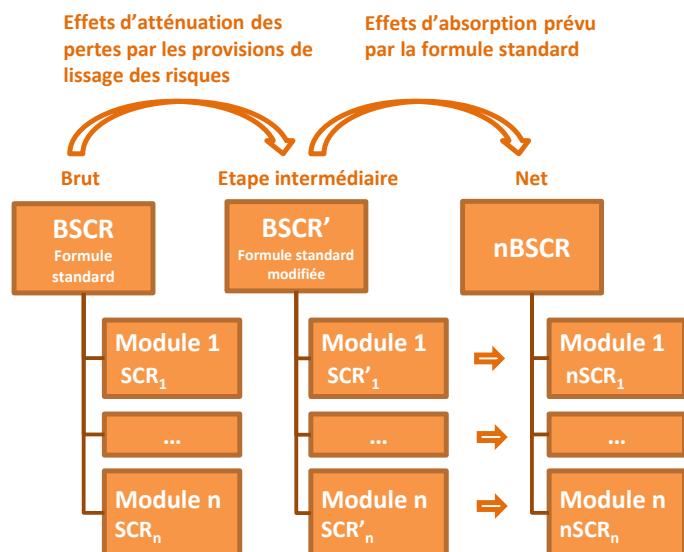 Effets d'atténuation des
pertes par les provisions de
lissage des risques
Effets d'absorption prévu
par la formule standard
Brut
Etape intermédiaire
Net
BSCR
Formule
standard
BSCR'
Formule standard
modifiée
nBSCR
Module 1
SCR₁
Module 1
SCR'₁
Module 1
nSCR₁
...
...
...
Module n
SCRₙ
Module n
SCR'ₙ
Module n
nSCRₙ